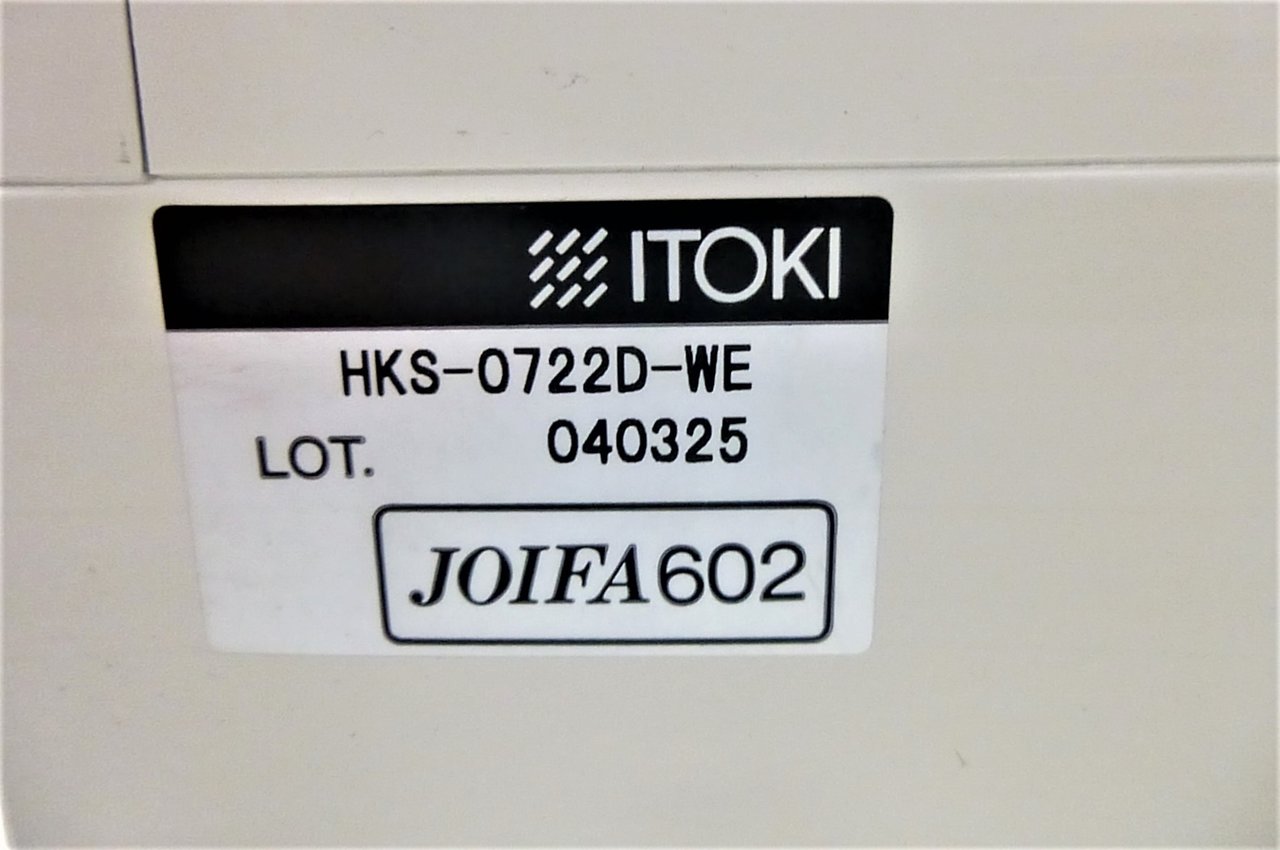 ITOKI
HKS-0722D-WE
LOT. 040325
JOIFA602